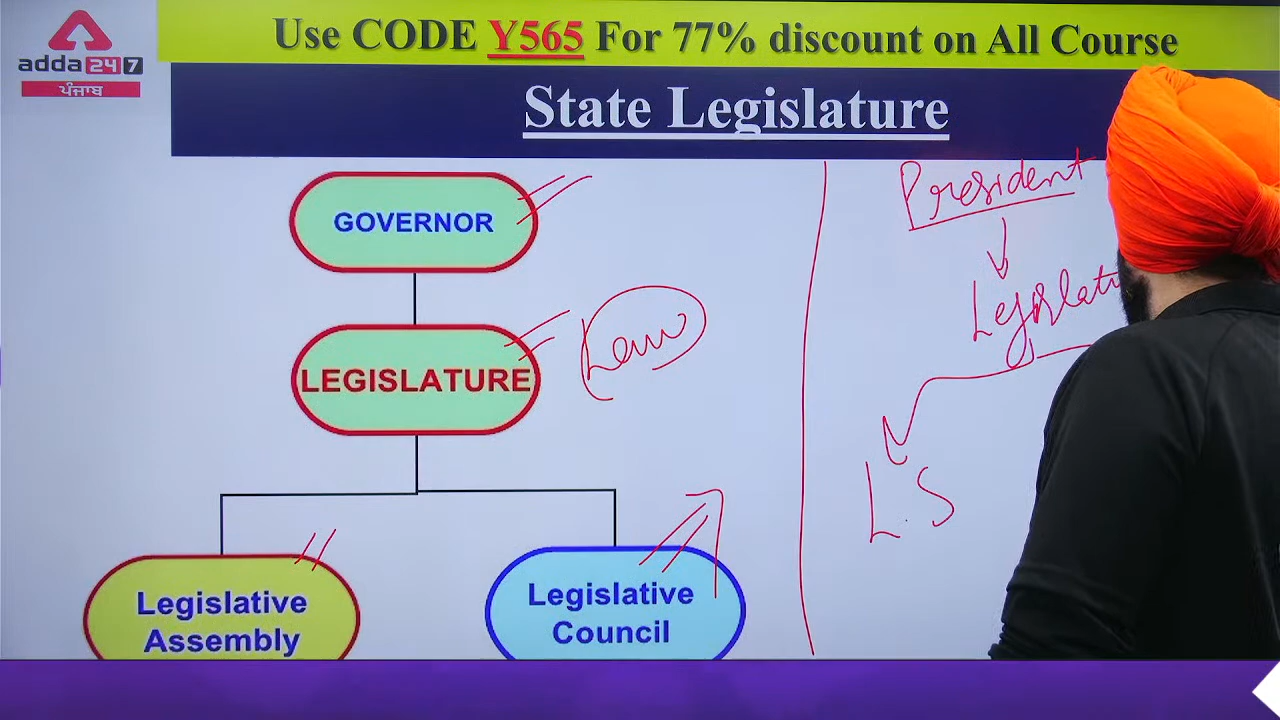 Use CODE Y565 For 77% discount on All Course
adda 247
ਪੰਜਾਬ
State Legislature
GOVERNOR
President
LEGISLATURE
Law
L.S
Legislative
Assembly
Legislative
Council